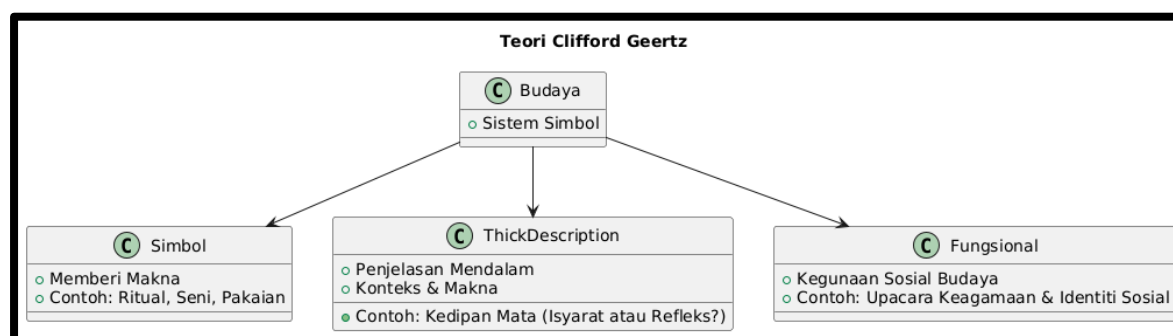 Teori Clifford Geertz
C Budaya
Sistem Simbol
C Simbol
Memberi Makna
Contoh: Ritual, Seni, Pakaian
C ThickDescription
Penjelasan Mendalam
Konteks & Makna
Contoh: Kedipan Mata (Isyarat atau Refleks?)
C Fungsional
Kegunaan Sosial Budaya
Contoh: Upacara Keagamaan & Identiti Sosial